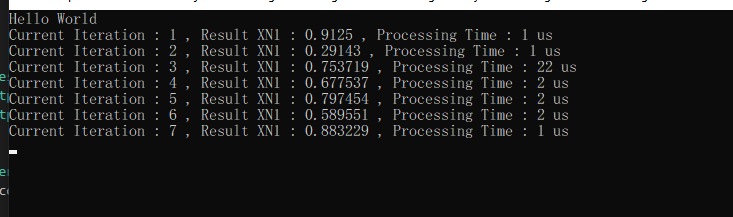 Hello World
Current Iteration : 1 , Result XN1 : 0.9125 , Processing Time : 1 us
Current Iteration : 2 , Result XN1 : 0.29143 , Processing Time : 1 us
Current Iteration : 3 , Result XN1 : 0.753719 , Processing Time : 22 us
Current Iteration : 4 , Result XN1 : 0.677537 , Processing Time : 2 us
Current Iteration : 5 , Result XN1 : 0.797454 , Processing Time : 2 us
Current Iteration : 6 , Result XN1 : 0.589551 , Processing Time : 2 us
Current Iteration : 7 , Result XN1 : 0.883229 , Processing Time : 1 us